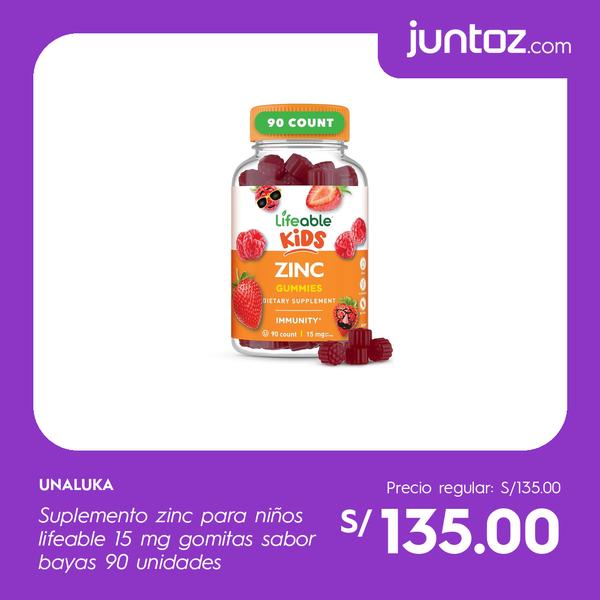 juntoz.com
90 COUNT
Lifeable
KiDS
ZINC
GUMMIES
DIETARY SUPPLEMENT
IMMUNITY*
90 count | 15 mg
UNALUKA
Precio regular: S/135.00
Suplemento zinc para niños
lifeable 15 mg gomitas sabor
bayas 90 unidades
S/135.00